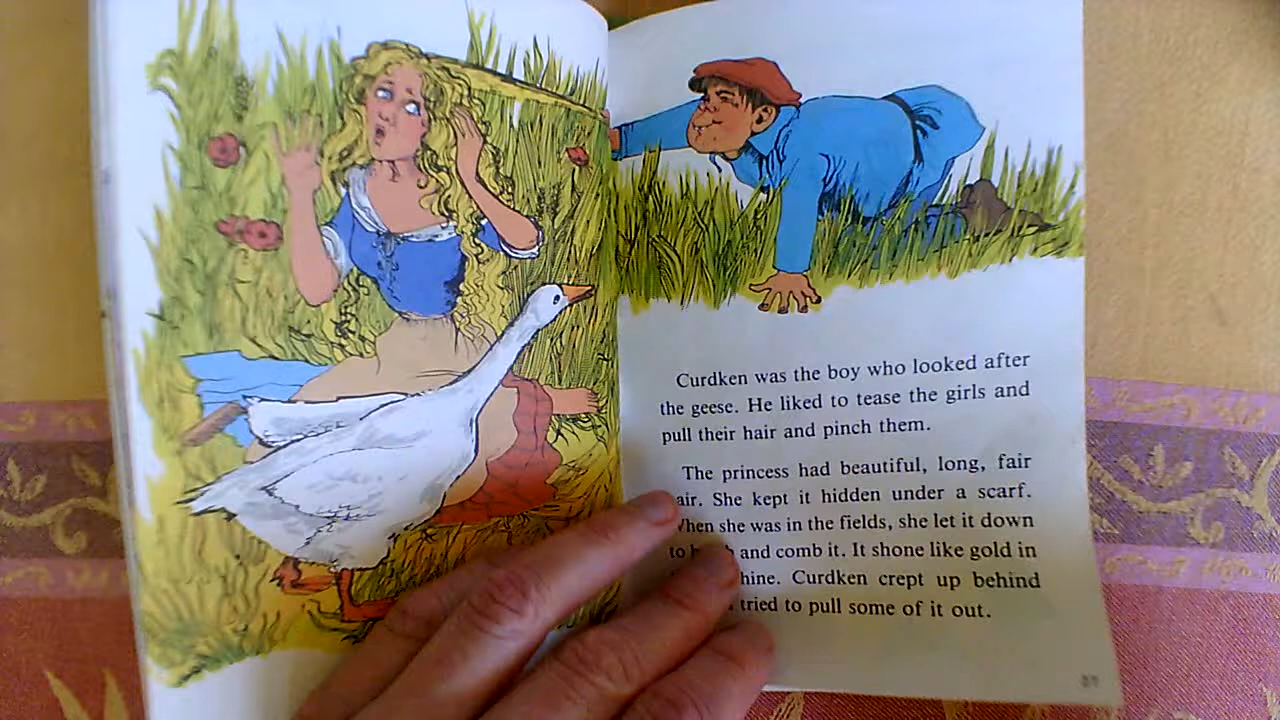 Curdken was the boy who looked after
the geese. He liked to tease the girls and
pull their hair and pinch them.
The princess had beautiful, long, fair
air. She kept it hidden under a scarf.
When she was in the fields, she let it down
to and comb it. It shone like gold in
hine. Curdken crept up behind
tried to pull some of it out.